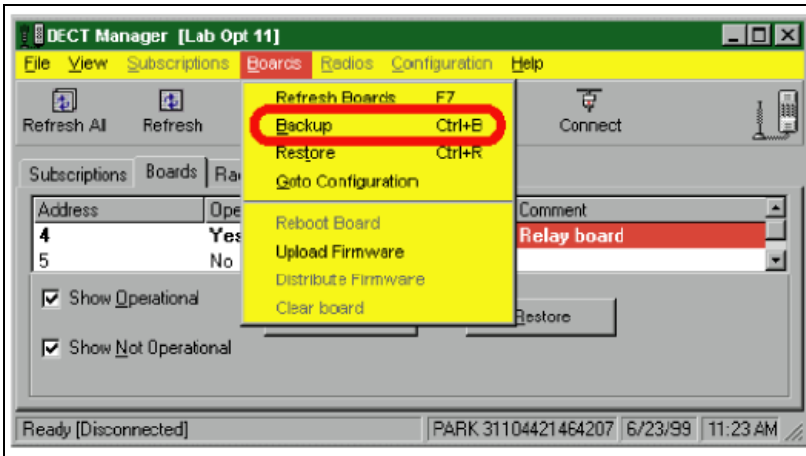 DECT Manager [Lab Opt 11]
File View Subscriptions Boards Radios Configuration Help
Refresh All Refresh Connect
Refresh Boards F7
Backup Ctrl+B
Restore Ctrl+R
Goto Configuration
Reboot Board
Upload Firmware
Distribute Firmware
Clear board
Subscriptions Boards Ra
Address Ope Comment
4 Yes Relay board
5 No
Show Operational
Restore
Show Not Operational
Ready [Disconnected] PARK 31104421464207 6/23/99 11:23 AM